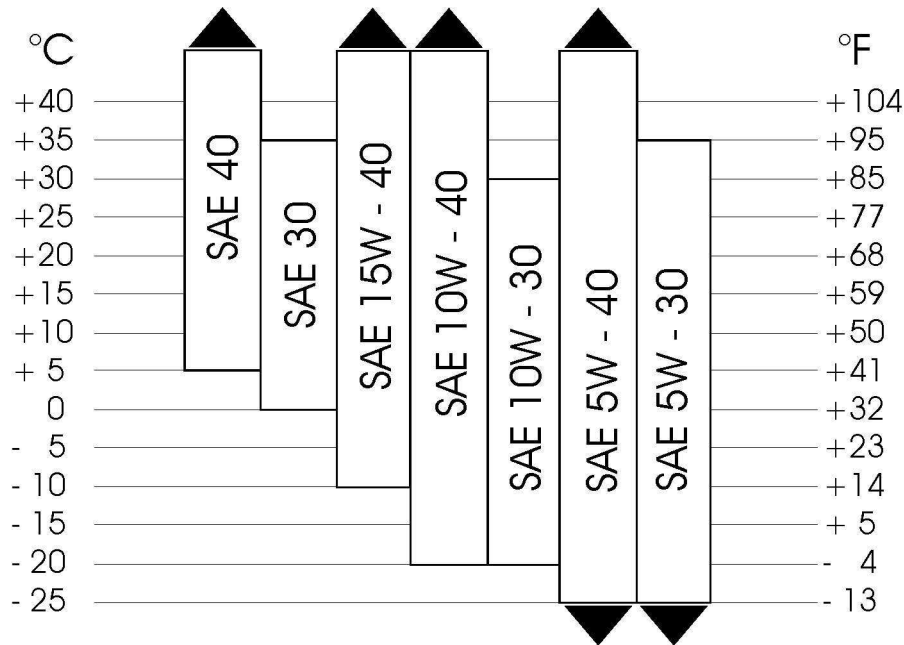 °C °F
+40 +104
+35 +95
+30 +85
+25 +77
+20 +68
+15 +59
+10 +50
+ 5 +41
0 +32
- 5 +23
- 10 +14
- 15 + 5
- 20 - 4
- 25 - 13
SAE 40
SAE 30
SAE 15W - 40
SAE 10W - 40
SAE 10W - 30
SAE 5W - 40
SAE 5W - 30